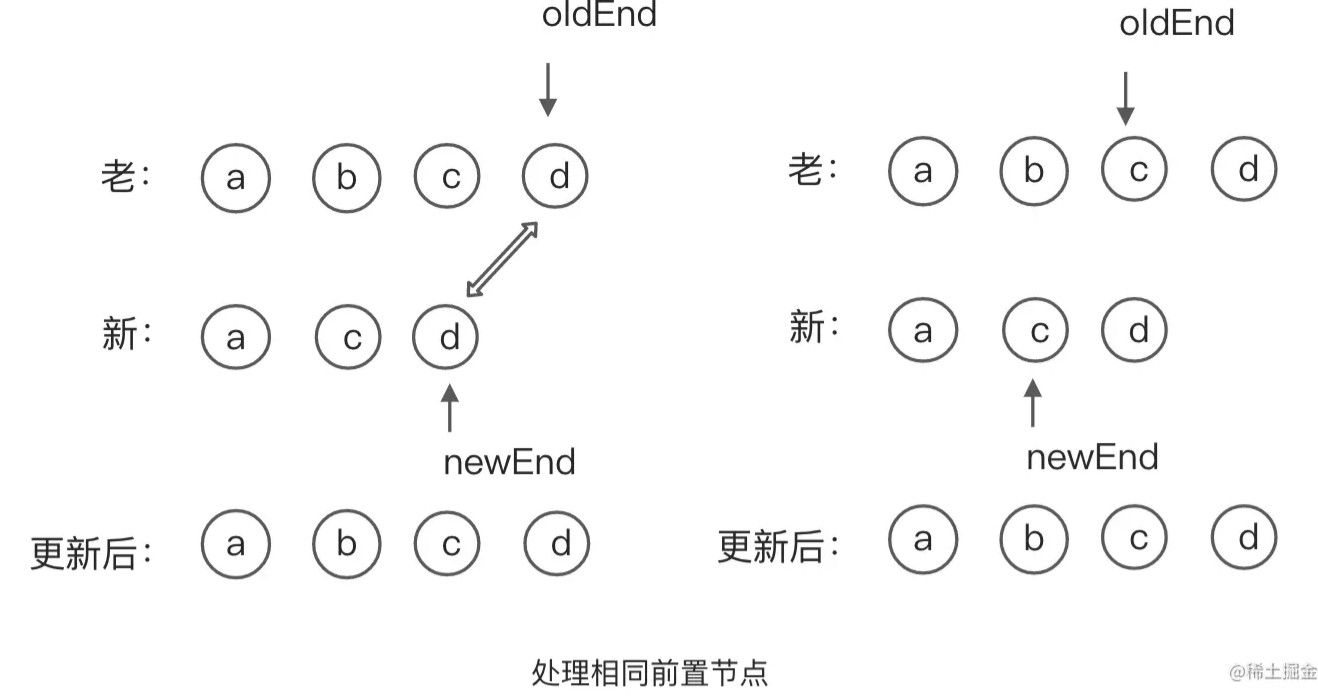 oldEnd
老： a b c d
新： a c d
newEnd
更新后： a b c d
oldEnd
老： a b c d
新： a c d
newEnd
更新后： a b c d
处理相同前置节点
@稀土掘金